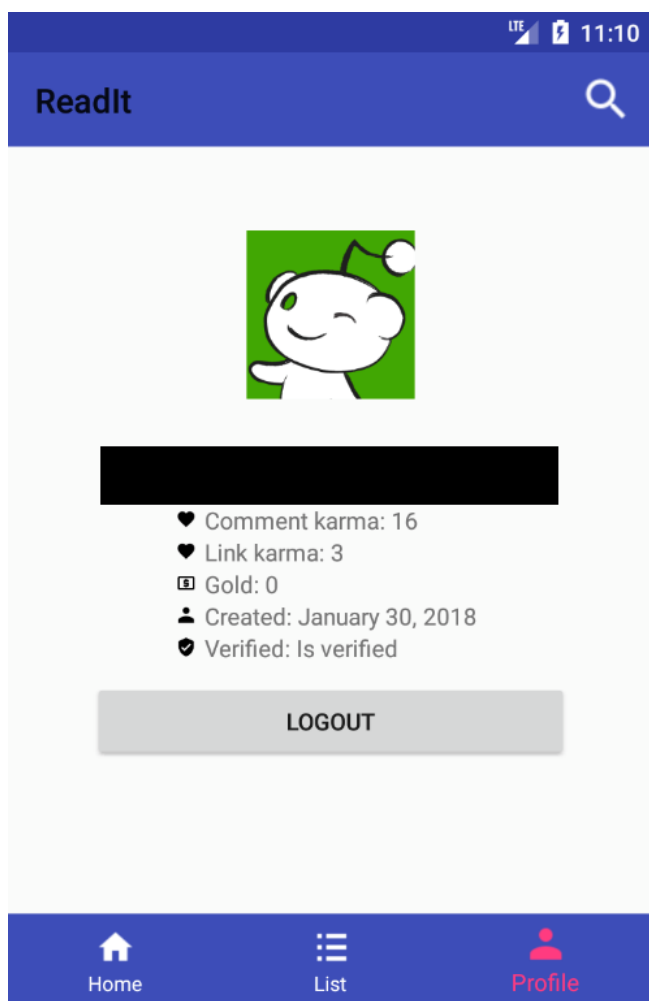 LTE 11:10
ReadIt
Comment karma: 16
Link karma: 3
Gold: 0
Created: January 30, 2018
Verified: Is verified
LOGOUT
Home List Profile